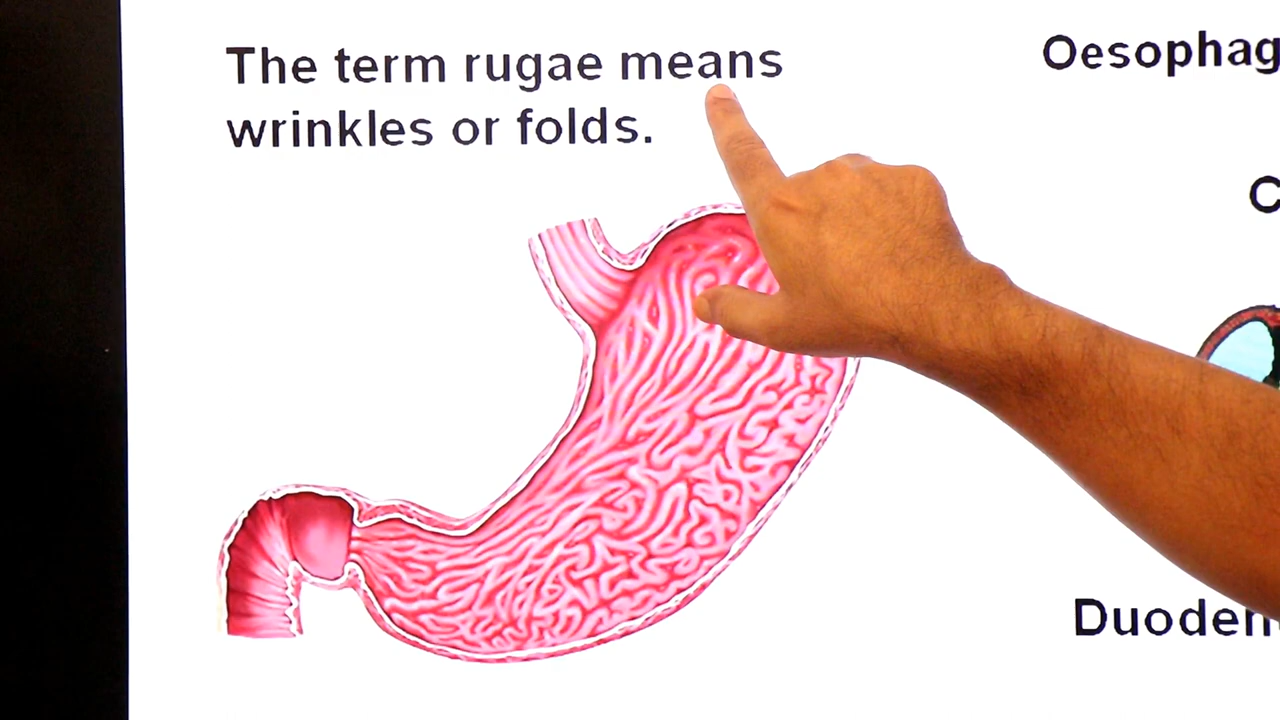 The term rugae means
wrinkles or folds.
Oesophag
C
Duoden